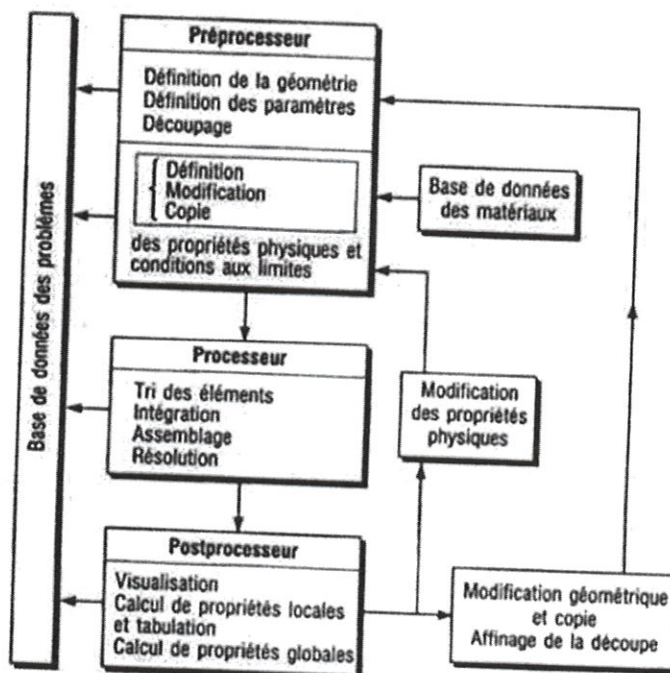 Base de données des problèmes
Préprocesseur
Définition de la géométrie
Définition des paramètres
Découpage
Définition
Modification
Copie
des propriétés physiques et
conditions aux limites
Base de données
des matériaux
Processeur
Tri des éléments
Intégration
Assemblage
Résolution
Modification
des propriétés
physiques
Postprocesseur
Visualisation
Calcul de propriétés locales
et tabulation
Calcul de propriétés globales
Modification géométrique
et copie
Affinage de la découpe